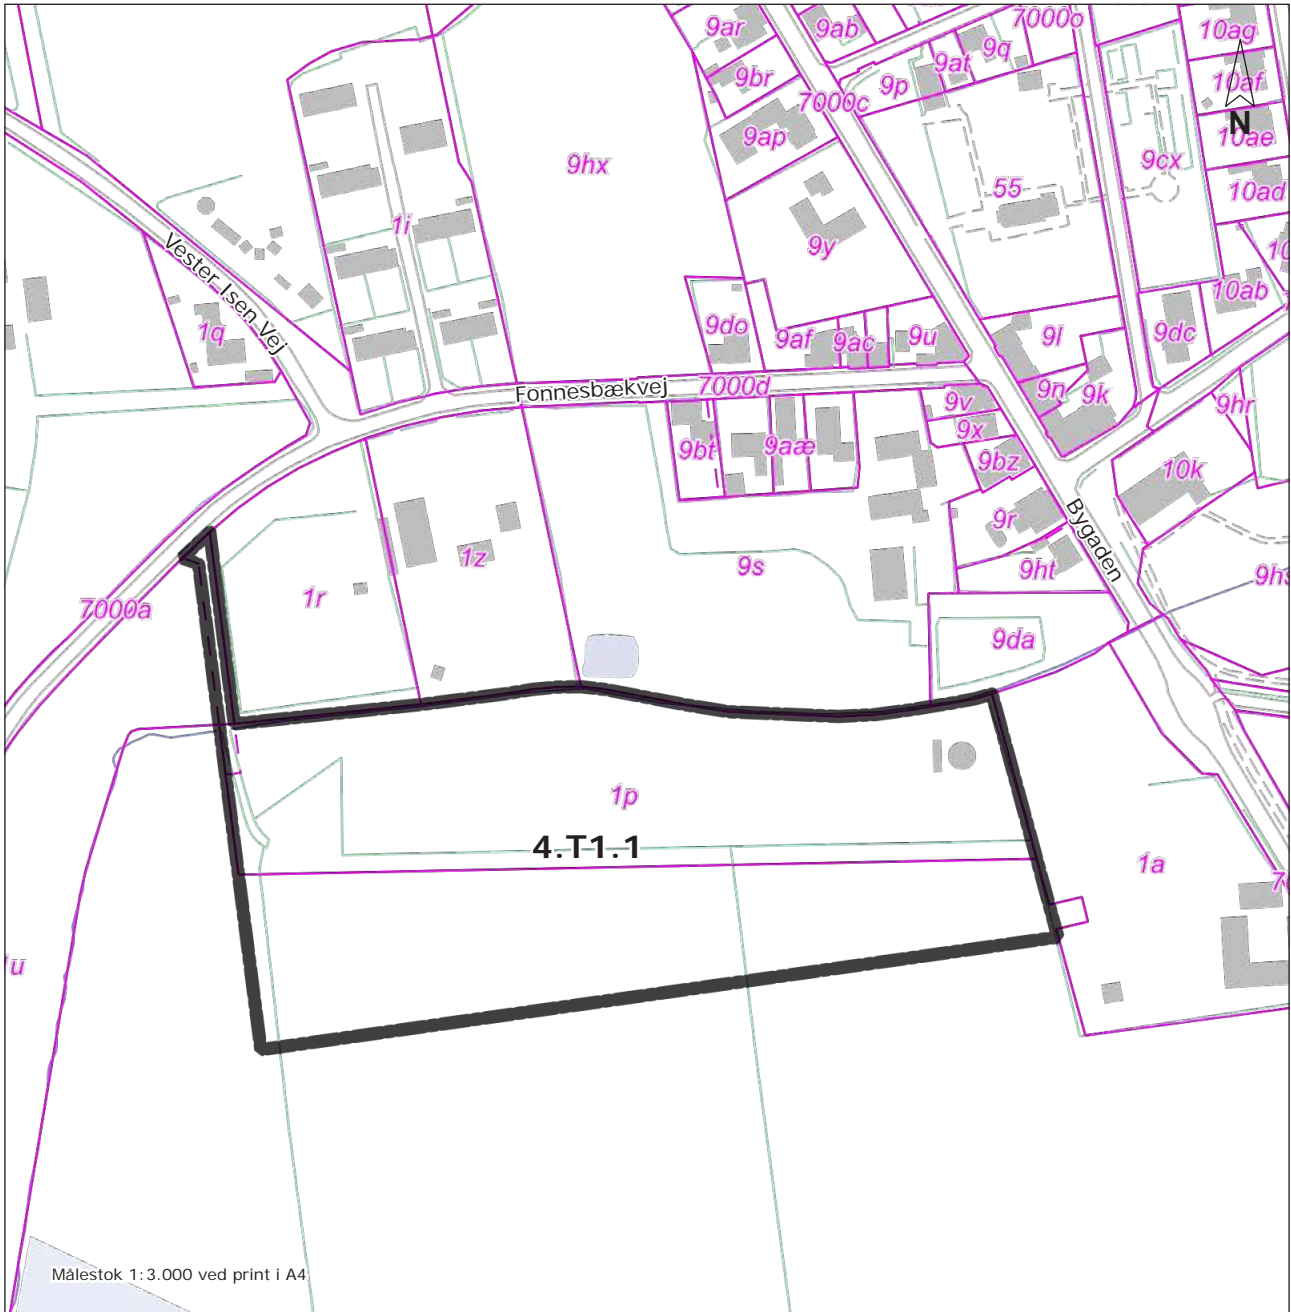 9ar
9ab
7000o
10ag
9q
9at
9br
9p
10af
7000c
N
9ap
10ae
9hx
9cx
55
10ad
1i
9y
10
Vester Isen Vej
10ab
1q
9do
9af
9ac
9u
9l
9dc
Fonnesbækvej
7000d
9n
9k
9v
9hr
9x
9bt
9aæ
9bz
10k
Bygaden
9r
1z
9s
9ht
9hs
1r
7000a
9da
1p
4.T1.1
1a
7
u
Målestok 1:3.000 ved print i A4